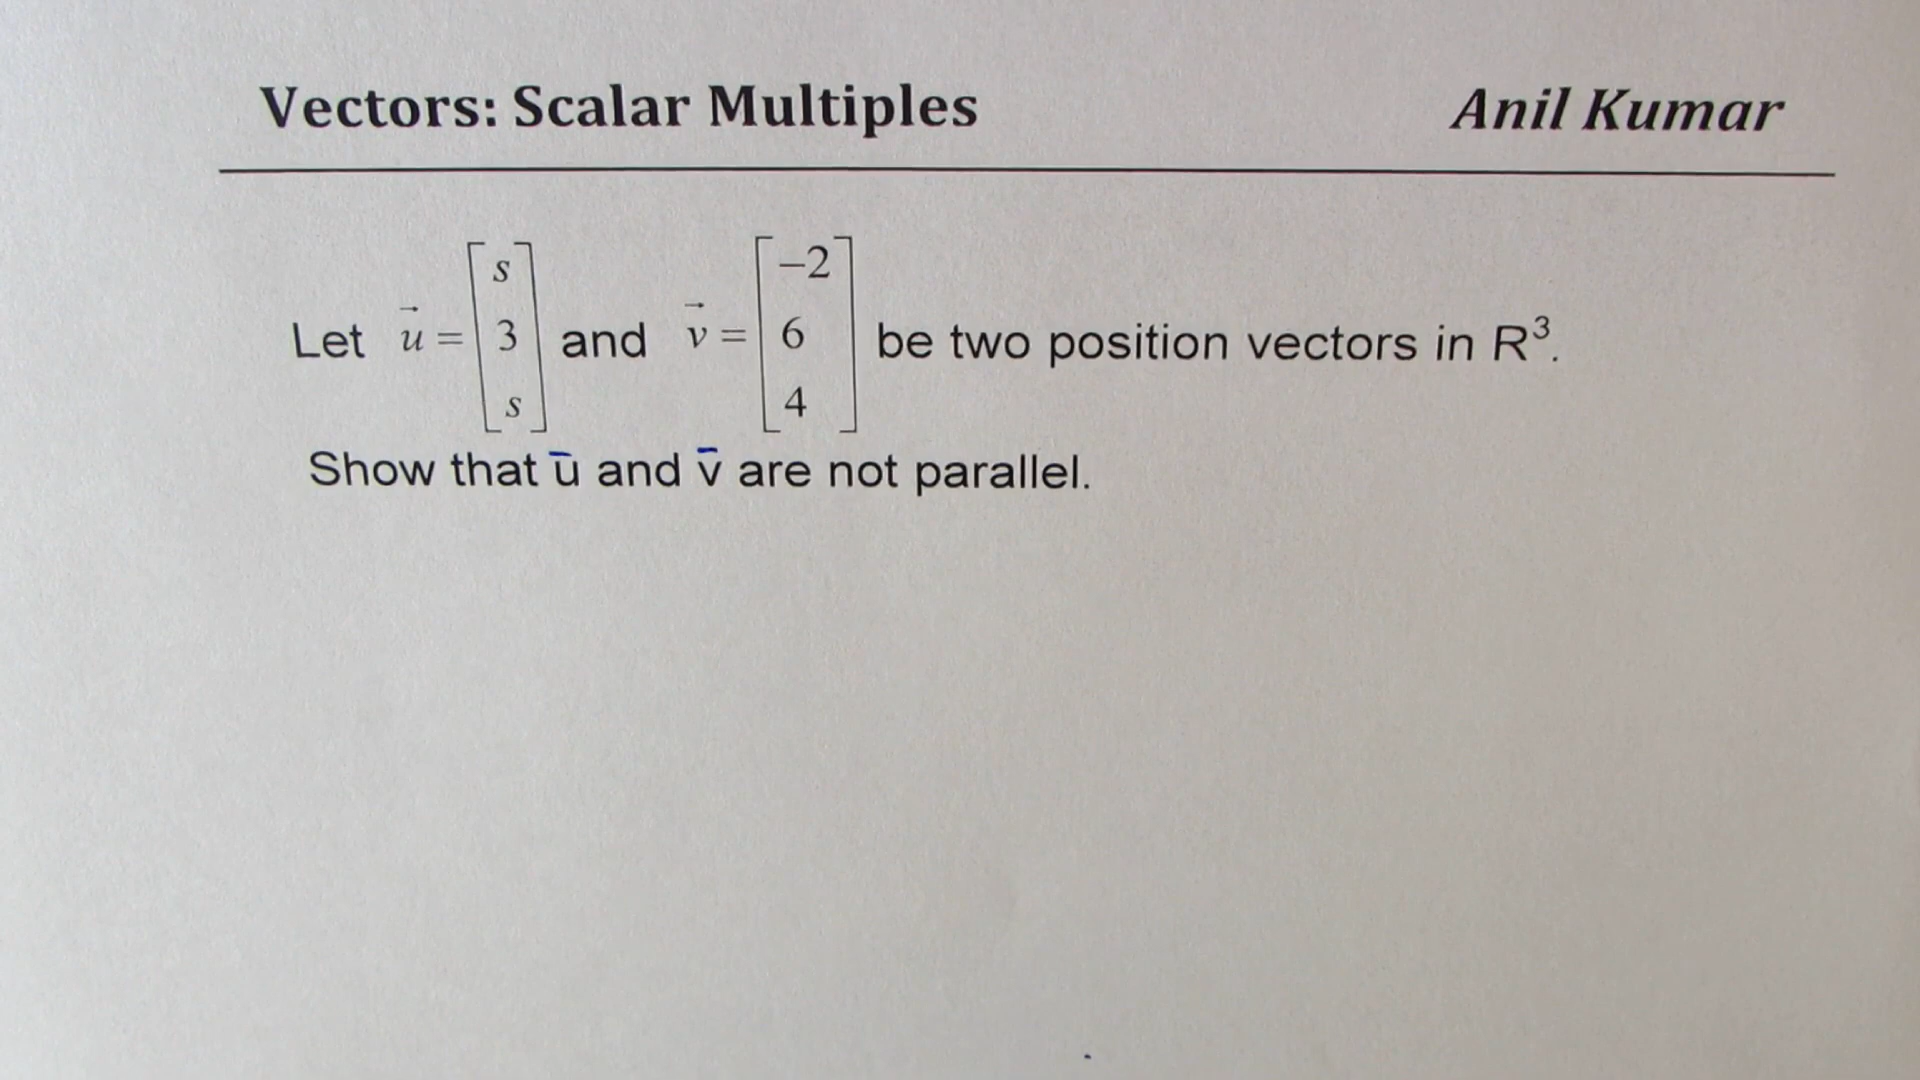 Vectors: Scalar Multiples Anil Kumar
Let u⃗ = [s 3 s] and v⃗ = [−2 6 4] be two position vectors in R³.
Show that ū and v̄ are not parallel.